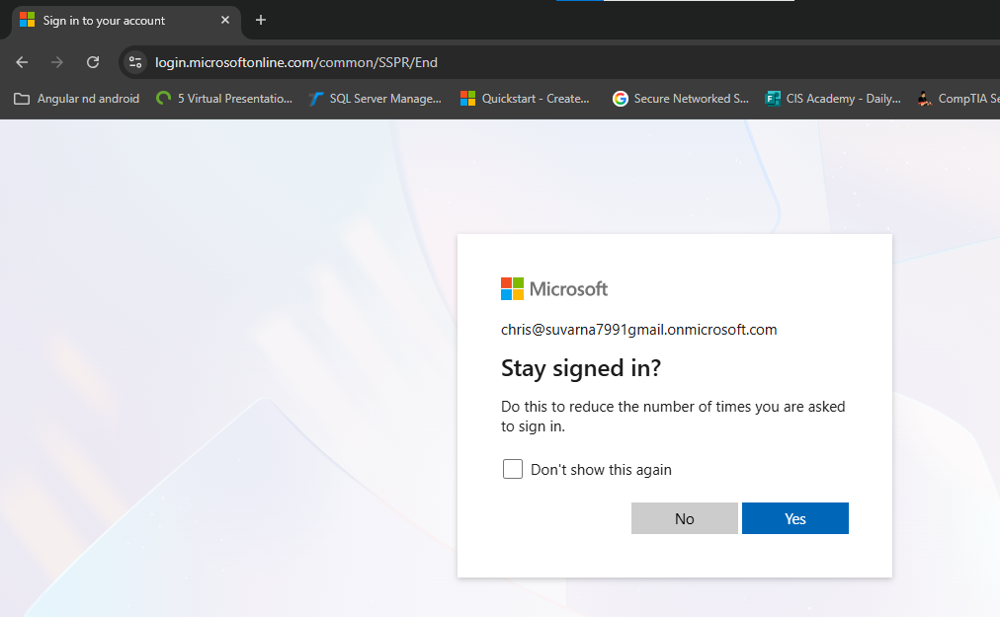 Sign in to your account
login.microsoftonline.com/common/SSPR/End
Angular nd android
5 Virtual Presentatio...
SQL Server Manage...
Quickstart - Create...
Secure Networked S...
CIS Academy - Daily...
CompTIA Se
Microsoft
chris@suvarna7991gmail.onmicrosoft.com
Stay signed in?
Do this to reduce the number of times you are asked
to sign in.
Don't show this again
No
Yes